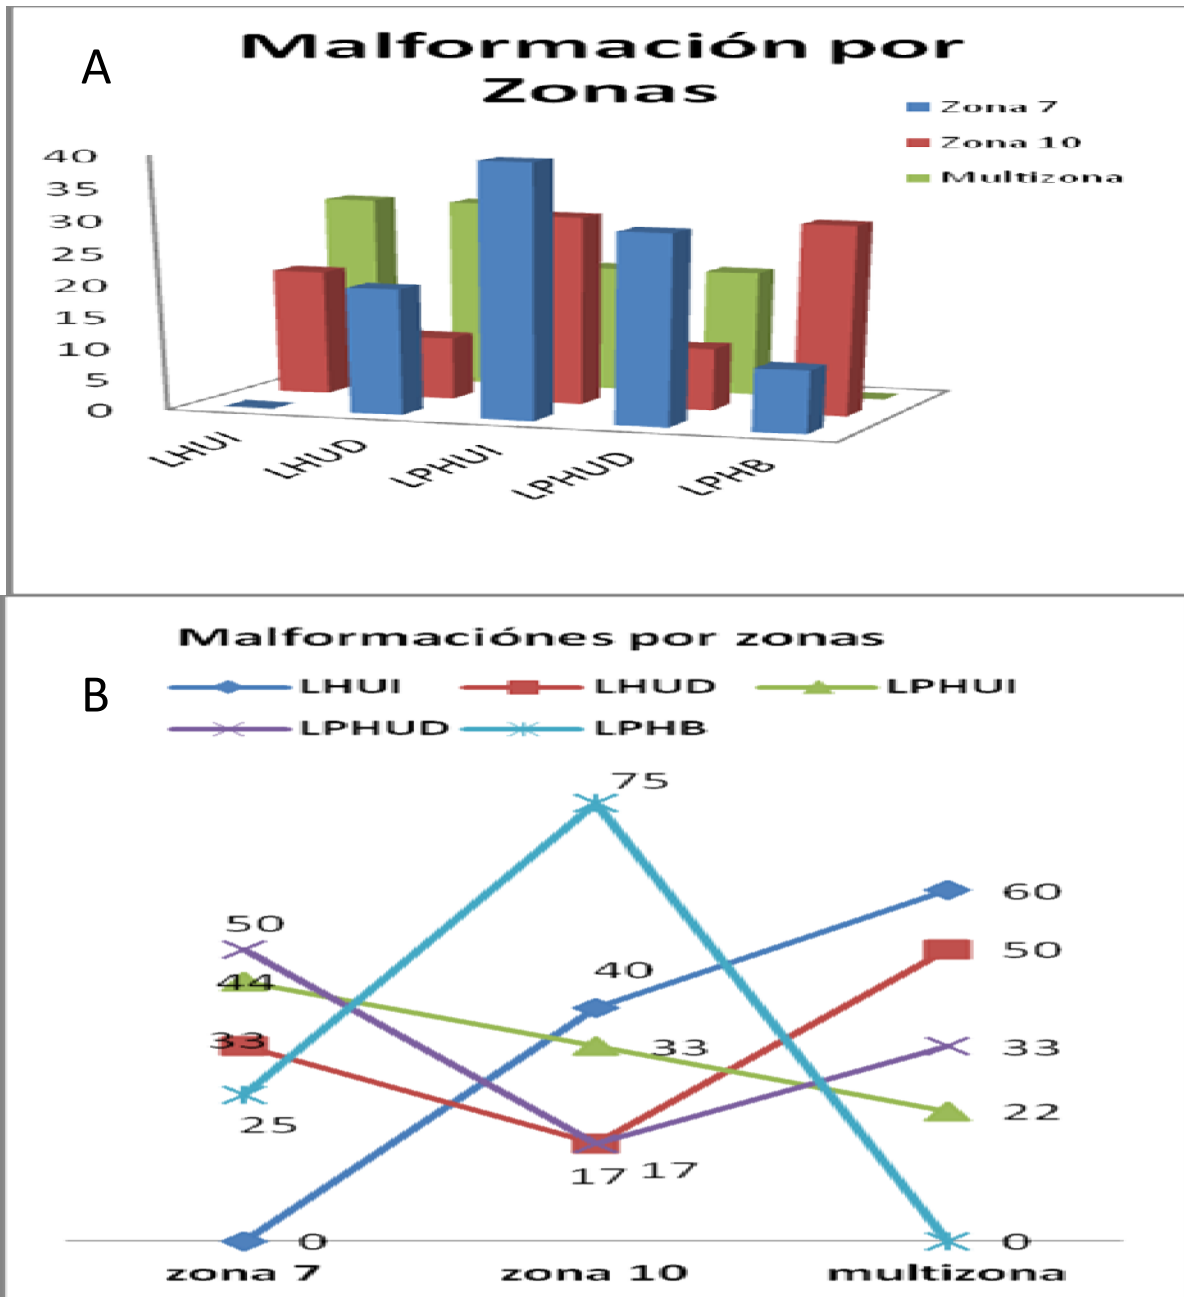 A
Malformación por
Zonas
Zona 7
Zona 10
Multizona
40
35
30
25
20
15
10
5
0
LHUI
LHUD
LPHUI
LPHUD
LPHB
Malformaciónes por zonas
B
LHUI LHUD LPHUI
LPHUD LPHB
75
60
50
50
40
44
33
33
33
25
22
17 17
0
0
zona 7 zona 10 multizona